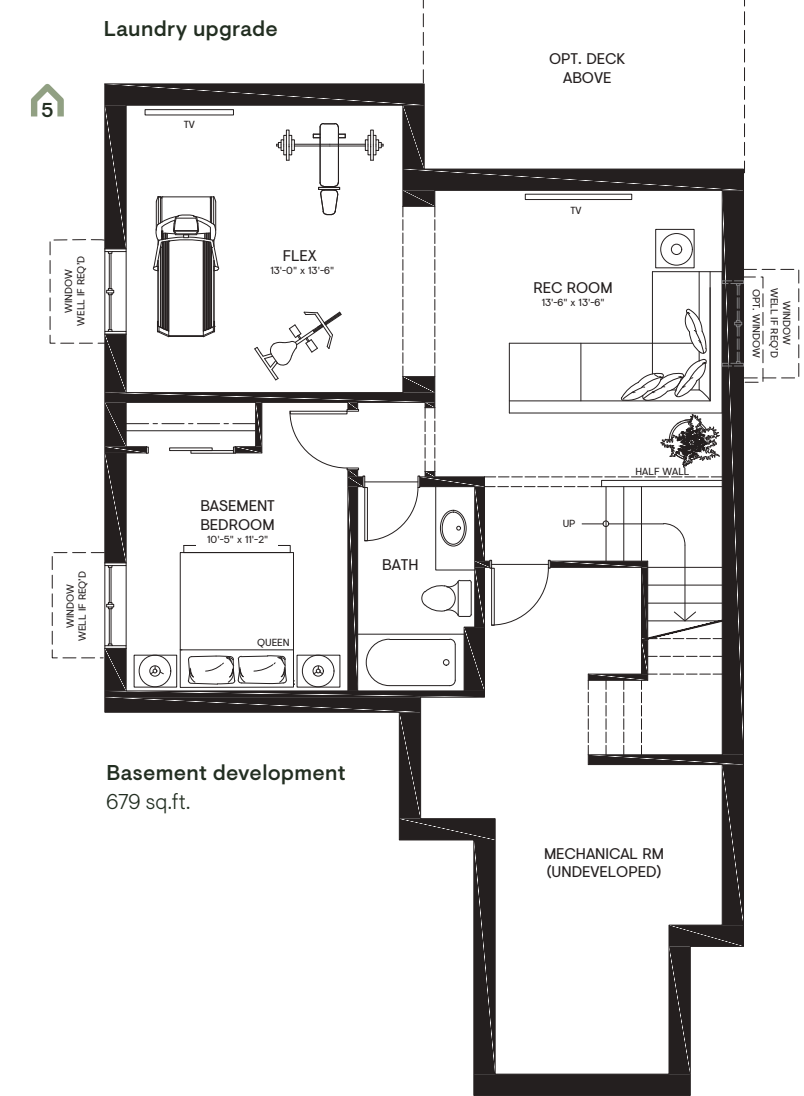 Laundry upgrade
OPT. DECK
ABOVE
5
TV
TV
FLEX
13'-0" x 13'-6"
REC ROOM
13'-6" x 13'-6"
WINDOW
WELL IF REQ'D
WINDOW
WELL IF REQ'D
OPT. WINDOW
HALF WALL
UP
BASEMENT
BEDROOM
10'-5" x 11'-2"
BATH
WINDOW
WELL IF REQ'D
QUEEN
Basement development
679 sq.ft.
MECHANICAL RM
(UNDEVELOPED)